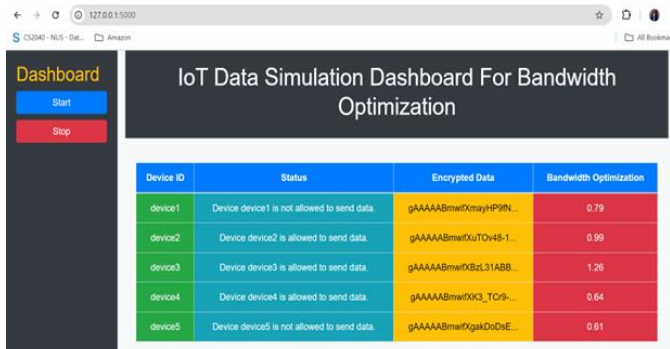 127.0.0.1:5000
CS2040 - NUS - Dat... Amazon All Bookma
Dashboard
Start
Stop
IoT Data Simulation Dashboard For Bandwidth
Optimization
Device ID Status Encrypted Data Bandwidth Optimization
device1 Device device1 is not allowed to send data. gAAAAABmwifXmayHP9fN... 0.79
device2 Device device2 is allowed to send data. gAAAAABmwifXuTOv48-1... 0.99
device3 Device device3 is allowed to send data. gAAAAABmwifXBzL31ABB... 1.26
device4 Device device4 is allowed to send data. gAAAAABmwifXK3_TCr9-... 0.64
device5 Device device5 is not allowed to send data. gAAAAABmwifXgakDoDsE... 0.61